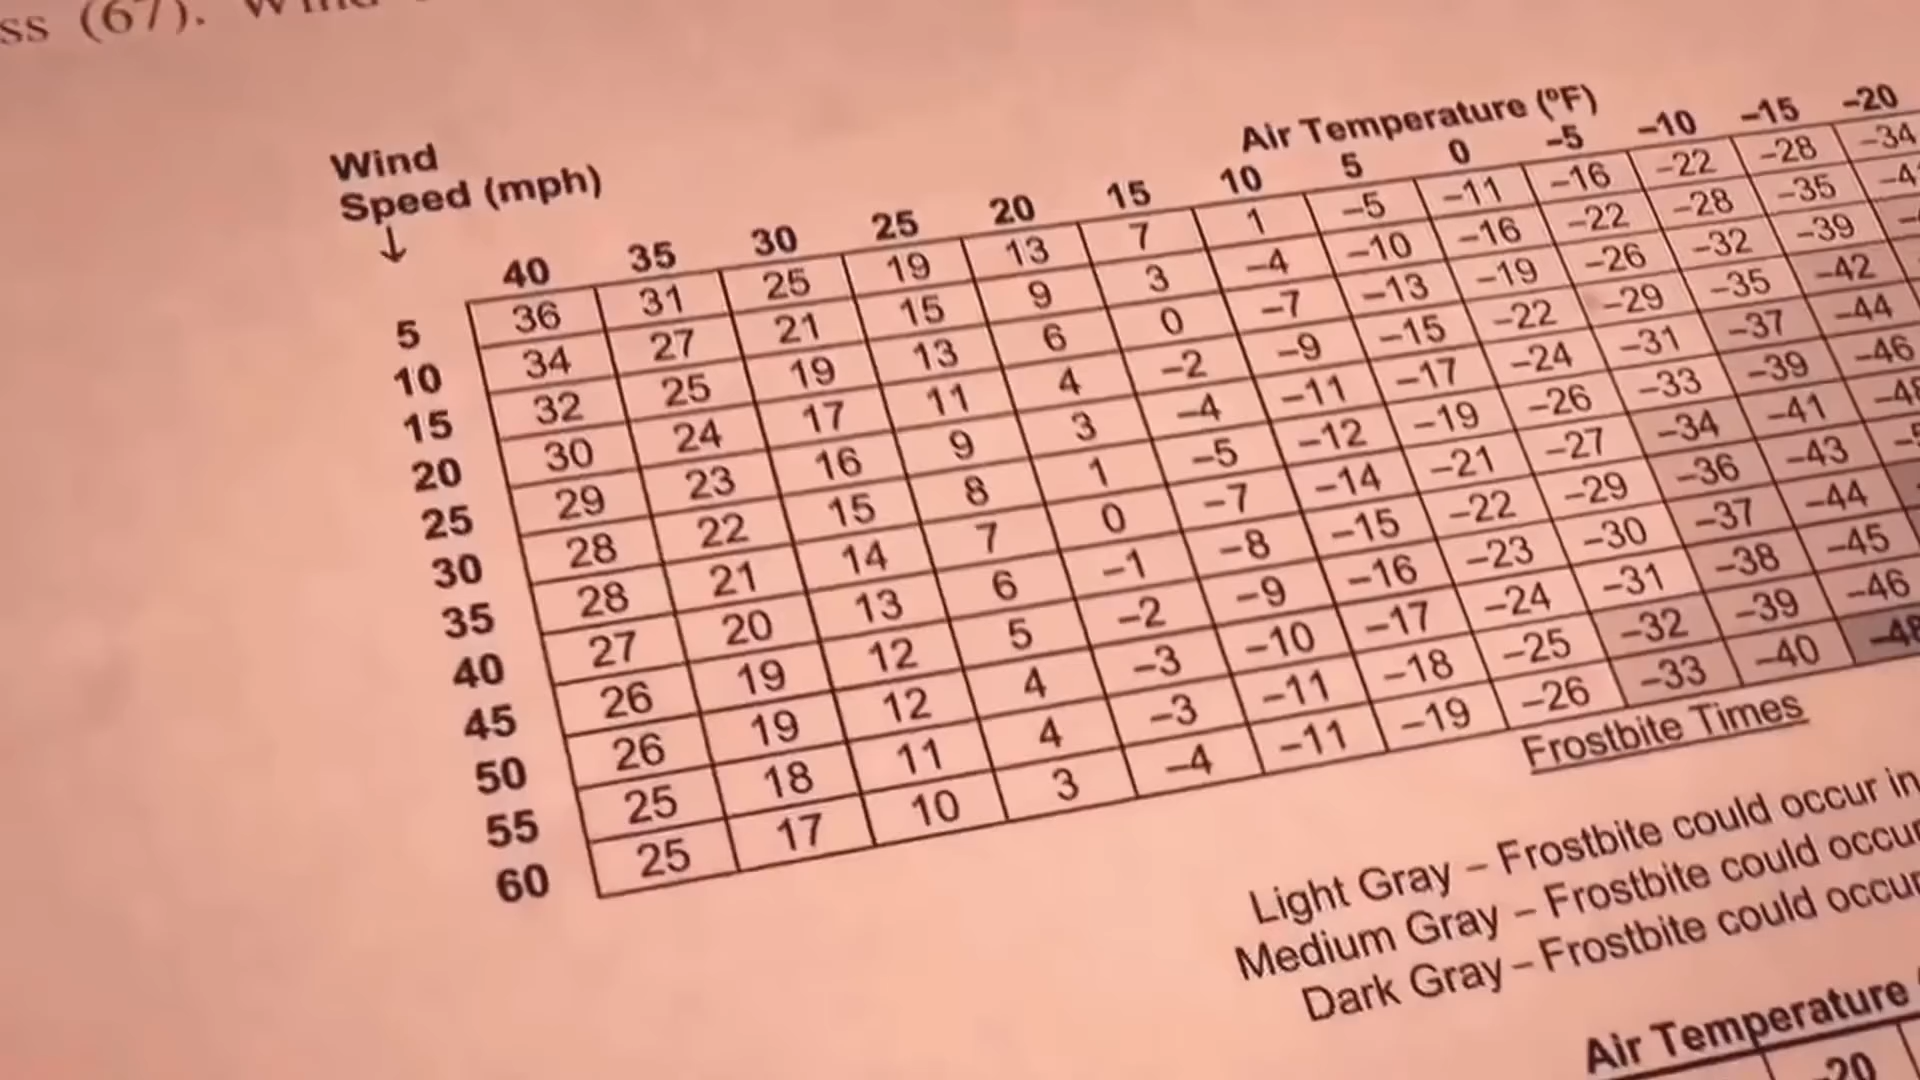 ss (67).
Wind
Speed (mph)
↓
Air Temperature (°F)
40 35 30 25 20 15 10 5 0 –5 –10 –15 –20
5 36 31 25 19 13 7 1 –5 –11 –16 –22 –28 –34
10 34 27 21 15 9 3 –4 –10 –16 –22 –28 –35
15 32 25 19 13 6 0 –7 –13 –19 –26 –32 –39
20 30 24 17 11 4 –2 –9 –15 –22 –29 –35 –42
25 29 23 16 9 3 –4 –11 –17 –24 –31 –37 –44
30 28 22 15 8 1 –5 –12 –19 –26 –33 –39 –46
35 28 21 14 7 0 –7 –14 –21 –27 –34 –41 –48
40 27 20 13 6 –1 –8 –15 –22 –29 –36 –43
45 26 19 12 5 –2 –9 –16 –23 –30 –37 –44
50 26 19 12 4 –3 –10 –17 –24 –31 –38 –45
55 25 18 11 4 –3 –11 –18 –25 –32 –39 –46
60 25 17 10 3 –4 –11 –19 –26 –33 –40 –48
Frostbite Times
Light Gray – Frostbite could occur in
Medium Gray – Frostbite could occur
Dark Gray – Frostbite could occur
Air Temperature
–20